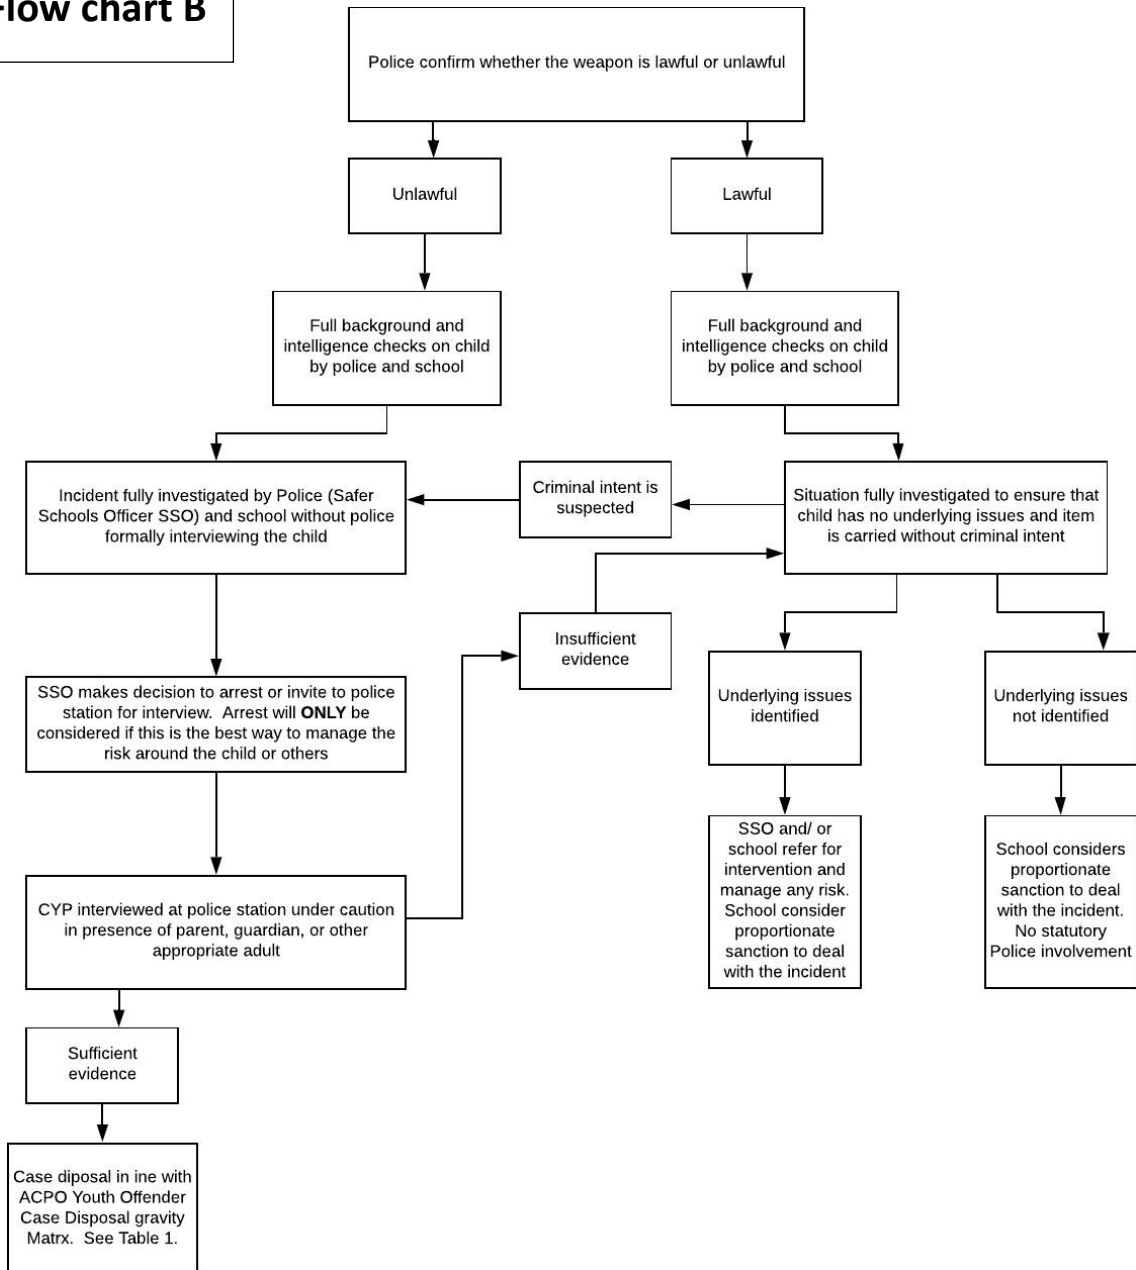 Flow chart B
Police confirm whether the weapon is lawful or unlawful
Unlawful
Lawful
Full background and
intelligence checks on child
by police and school
Full background and
intelligence checks on child
by police and school
Incident fully investigated by Police (Safer
Schools Officer SSO) and school without police
formally interviewing the child
Criminal intent is
suspected
Situation fully investigated to ensure that
child has no underlying issues and item
is carried without criminal intent
Insufficient
evidence
Underlying issues
identified
Underlying issues
not identified
SSO makes decision to arrest or invite to police
station for interview.  Arrest will ONLY be
considered if this is the best way to manage the
risk around the child or others
SSO and/ or
school refer for
intervention and
manage any risk.
School consider
proportionate
sanction to deal
with the incident
School considers
proportionate
sanction to deal
with the incident.
No statutory
Police involvement
CYP interviewed at police station under caution
in presence of parent, guardian, or other
appropriate adult
Sufficient
evidence
Case diposal in ine with
ACPO Youth Offender
Case Disposal gravity
Matrx.  See Table 1.